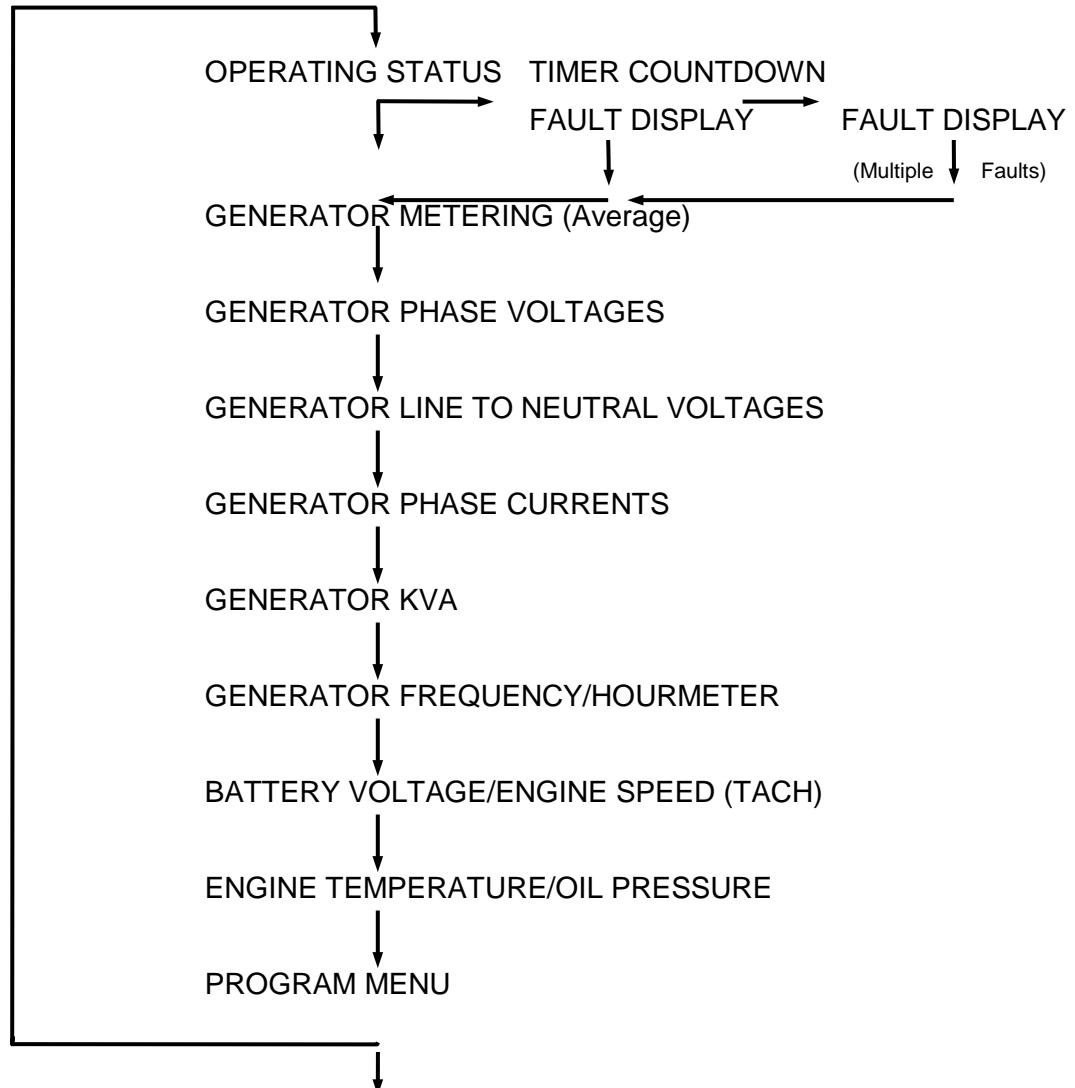 OPERATING STATUS TIMER COUNTDOWN
FAULT DISPLAY FAULT DISPLAY
(Multiple Faults)
GENERATOR METERING (Average)
GENERATOR PHASE VOLTAGES
GENERATOR LINE TO NEUTRAL VOLTAGES
GENERATOR PHASE CURRENTS
GENERATOR KVA
GENERATOR FREQUENCY/HOURMETER
BATTERY VOLTAGE/ENGINE SPEED (TACH)
ENGINE TEMPERATURE/OIL PRESSURE
PROGRAM MENU